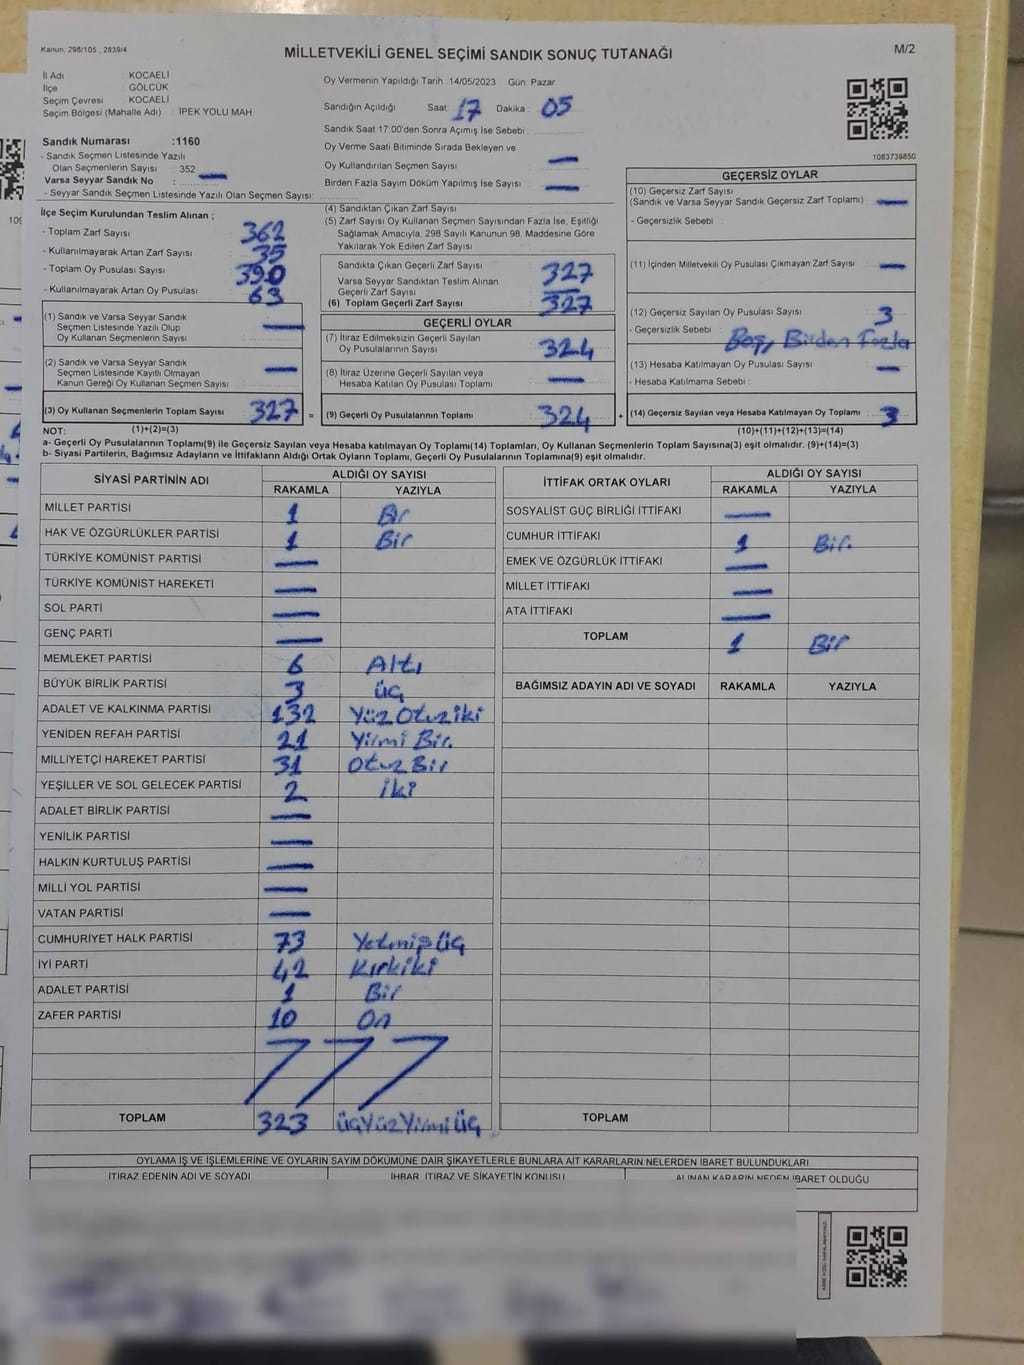 Kanun, 298/105 , 2839/4
MİLLETVEKİLİ GENEL SEÇİMİ SANDIK SONUÇ TUTANAĞI
M/2
İl Adı : KOCAELİ
İlçe : GÖLCÜK
Seçim Çevresi : KOCAELİ
Seçim Bölgesi (Mahalle Adı) : İPEK YOLU MAH
Sandık Numarası :1160
- Sandık Seçmen Listesinde Yazılı
Olan Seçmenlerin Sayısı : 352
Varsa Seyyar Sandık No : —
- Seyyar Sandık Seçmen Listesinde Yazılı Olan Seçmen Sayısı:
Oy Vermenin Yapıldığı Tarih :14/05/2023 Gün: Pazar
Sandığın Açıldığı Saat: 17 Dakika : 05
Sandık Saat 17:00'den Sonra Açımış İse Sebebi :
Oy Verme Saati Bitiminde Sırada Bekleyen ve
Oy Kullandırılan Seçmen Sayısı : —
Birden Fazla Sayım Döküm Yapılmış İse Sayısı : —
1083739850
İlçe Seçim Kurulundan Teslim Alınan ;
- Toplam Zarf Sayısı : 362
- Kullanılmayarak Artan Zarf Sayısı : 35
- Toplam Oy Pusulası Sayısı : 390
- Kullanılmayarak Artan Oy Pusulası : 63
(1) Sandık ve Varsa Seyyar Sandık
Seçmen Listesinde Yazılı Olup
Oy Kullanan Seçmenlerin Sayısı : —
(2) Sandık ve Varsa Seyyar Sandık
Seçmen Listesinde Kayıtlı Olmayan
Kanun Gereği Oy Kullanan Seçmen Sayısı : —
(3) Oy Kullanan Seçmenlerin Toplam Sayısı : 327 =
(4) Sandıktan Çıkan Zarf Sayısı :
(5) Zarf Sayısı Oy Kullanan Seçmen Sayısından Fazla İse, Eşitliği
Sağlamak Amacıyla, 298 Sayılı Kanunun 98. Maddesine Göre
Yakılarak Yok Edilen Zarf Sayısı :
Sandıkta Çıkan Geçerli Zarf Sayısı : 327
Varsa Seyyar Sandıktan Teslim Alınan
Geçerli Zarf Sayısı : —
(6) Toplam Geçerli Zarf Sayısı : 327
GEÇERLİ OYLAR
(7) İtiraz Edilmeksizin Geçerli Sayılan
Oy Pusulalarının Sayısı : 324
(8) İtiraz Üzerine Geçerli Sayılan veya
Hesaba Katılan Oy Pusulası Toplamı : —
(9) Geçerli Oy Pusulalarının Toplamı : 324 +
GEÇERSİZ OYLAR
(10) Geçersiz Zarf Sayısı
(Sandık ve Varsa Seyyar Sandık Geçersiz Zarf Toplamı) : —
- Geçersizlik Sebebi :
(11) İçinden Milletvekili Oy Pusulası Çıkmayan Zarf Sayısı : —
(12) Geçersiz Sayılan Oy Pusulası Sayısı : 3
- Geçersizlik Sebebi : Boş, Birden Fazla
(13) Hesaba Katılmayan Oy Pusulası Sayısı : —
- Hesaba Katılmama Sebebi :
(14) Geçersiz Sayılan veya Hesaba Katılmayan Oy Toplamı : 3
NOT: (1)+(2)=(3) (10)+(11)+(12)+(13)=(14)
a- Geçerli Oy Pusulalarının Toplamı(9) ile Geçersiz Sayılan veya Hesaba katılmayan Oy Toplamı(14) Toplamları, Oy Kullanan Seçmenlerin Toplam Sayısına(3) eşit olmalıdır. (9)+(14)=(3)
b- Siyasi Partilerin, Bağımsız Adayların ve İttifakların Aldığı Ortak Oyların Toplamı, Geçerli Oy Pusulalarının Toplamına(9) eşit olmalıdır.
SİYASİ PARTİNİN ADI ALDIĞI OY SAYISI
RAKAMLA YAZIYLA
MİLLET PARTİSİ 1 Bir
HAK VE ÖZGÜRLÜKLER PARTİSİ 1 Bir
TÜRKİYE KOMÜNİST PARTİSİ —
TÜRKİYE KOMÜNİST HAREKETİ —
SOL PARTİ —
GENÇ PARTİ —
MEMLEKET PARTİSİ 6 Altı
BÜYÜK BİRLİK PARTİSİ 3 üç
ADALET VE KALKINMA PARTİSİ 132 Yüz Otuz iki
YENİDEN REFAH PARTİSİ 21 Yirmi Bir.
MİLLİYETÇİ HAREKET PARTİSİ 31 Otuz Bir
YEŞİLLER VE SOL GELECEK PARTİSİ 2 iki
ADALET BİRLİK PARTİSİ —
YENİLİK PARTİSİ —
HALKIN KURTULUŞ PARTİSİ —
MİLLİ YOL PARTİSİ —
VATAN PARTİSİ —
CUMHURİYET HALK PARTİSİ 73 Yetmiş üç
İYİ PARTİ 42 Kırkiki
ADALET PARTİSİ 1 Bir
ZAFER PARTİSİ 10 On
TOPLAM 323 üçYüzYirmi üç
İTTİFAK ORTAK OYLARI ALDIĞI OY SAYISI
RAKAMLA YAZIYLA
SOSYALİST GÜÇ BİRLİĞİ İTTİFAKI —
CUMHUR İTTİFAKI 1 Bir.
EMEK VE ÖZGÜRLÜK İTTİFAKI —
MİLLET İTTİFAKI —
ATA İTTİFAKI —
TOPLAM 1 Bir
BAĞIMSIZ ADAYIN ADI VE SOYADI RAKAMLA YAZIYLA
TOPLAM
OYLAMA İŞ VE İŞLEMLERİNE VE OYLARIN SAYIM DÖKÜMÜNE DAİR ŞİKAYETLERLE BUNLARA AİT KARARLARIN NELERDEN İBARET BULUNDUKLARI
İTİRAZ EDENİN ADI VE SOYADI İHBAR, İTİRAZ VE ŞİKAYETİN KONUSU ALINAN KARARIN NEDEN İBARET OLDUĞU